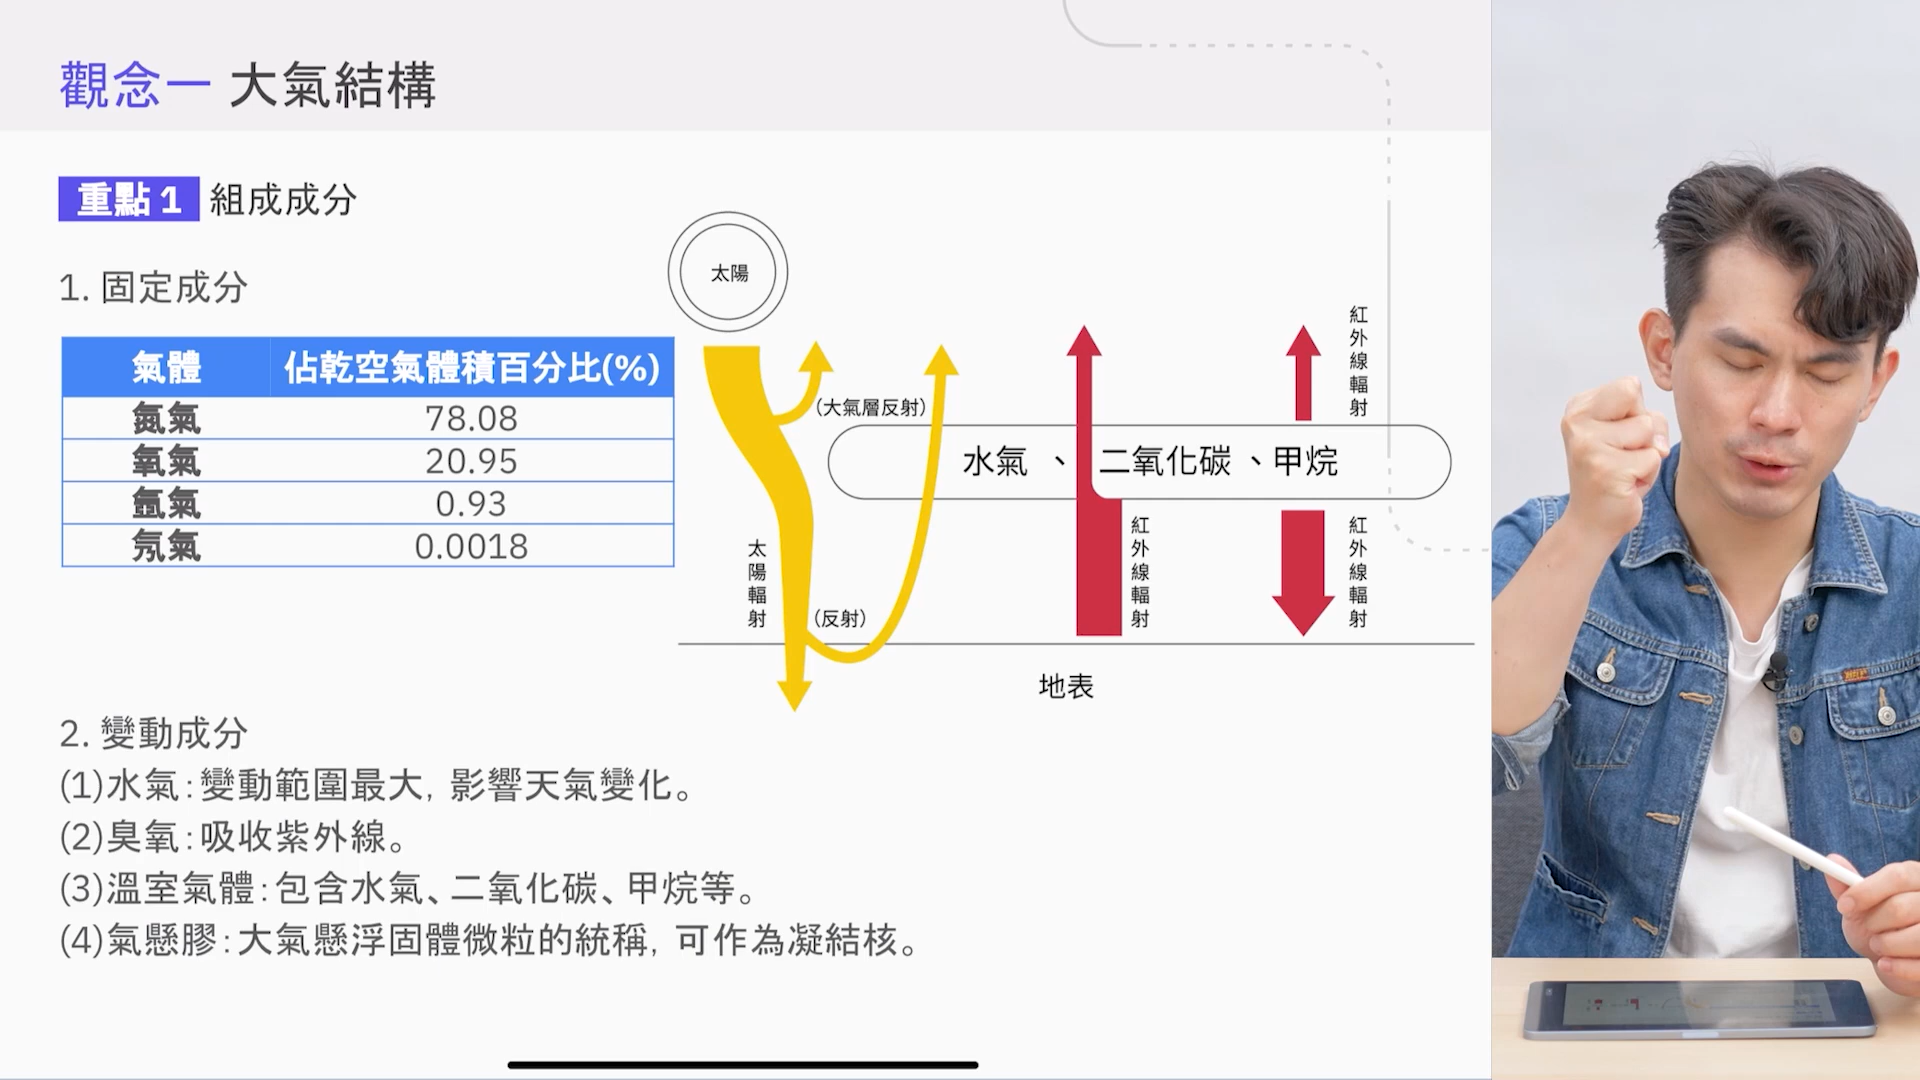 觀念一 大氣結構
重點1 組成成分
1. 固定成分
氣體 佔乾空氣體積百分比(%)
氮氣 78.08
氧氣 20.95
氬氣 0.93
氖氣 0.0018
太陽
(大氣層反射)
水氣、二氧化碳、甲烷
紅外線輻射
太陽輻射
(反射)
紅外線輻射
紅外線輻射
地表
2. 變動成分
(1)水氣:變動範圍最大, 影響天氣變化。
(2)臭氧:吸收紫外線。
(3)溫室氣體:包含水氣、二氧化碳、甲烷等。
(4)氣懸膠:大氣懸浮固體微粒的統稱, 可作為凝結核。